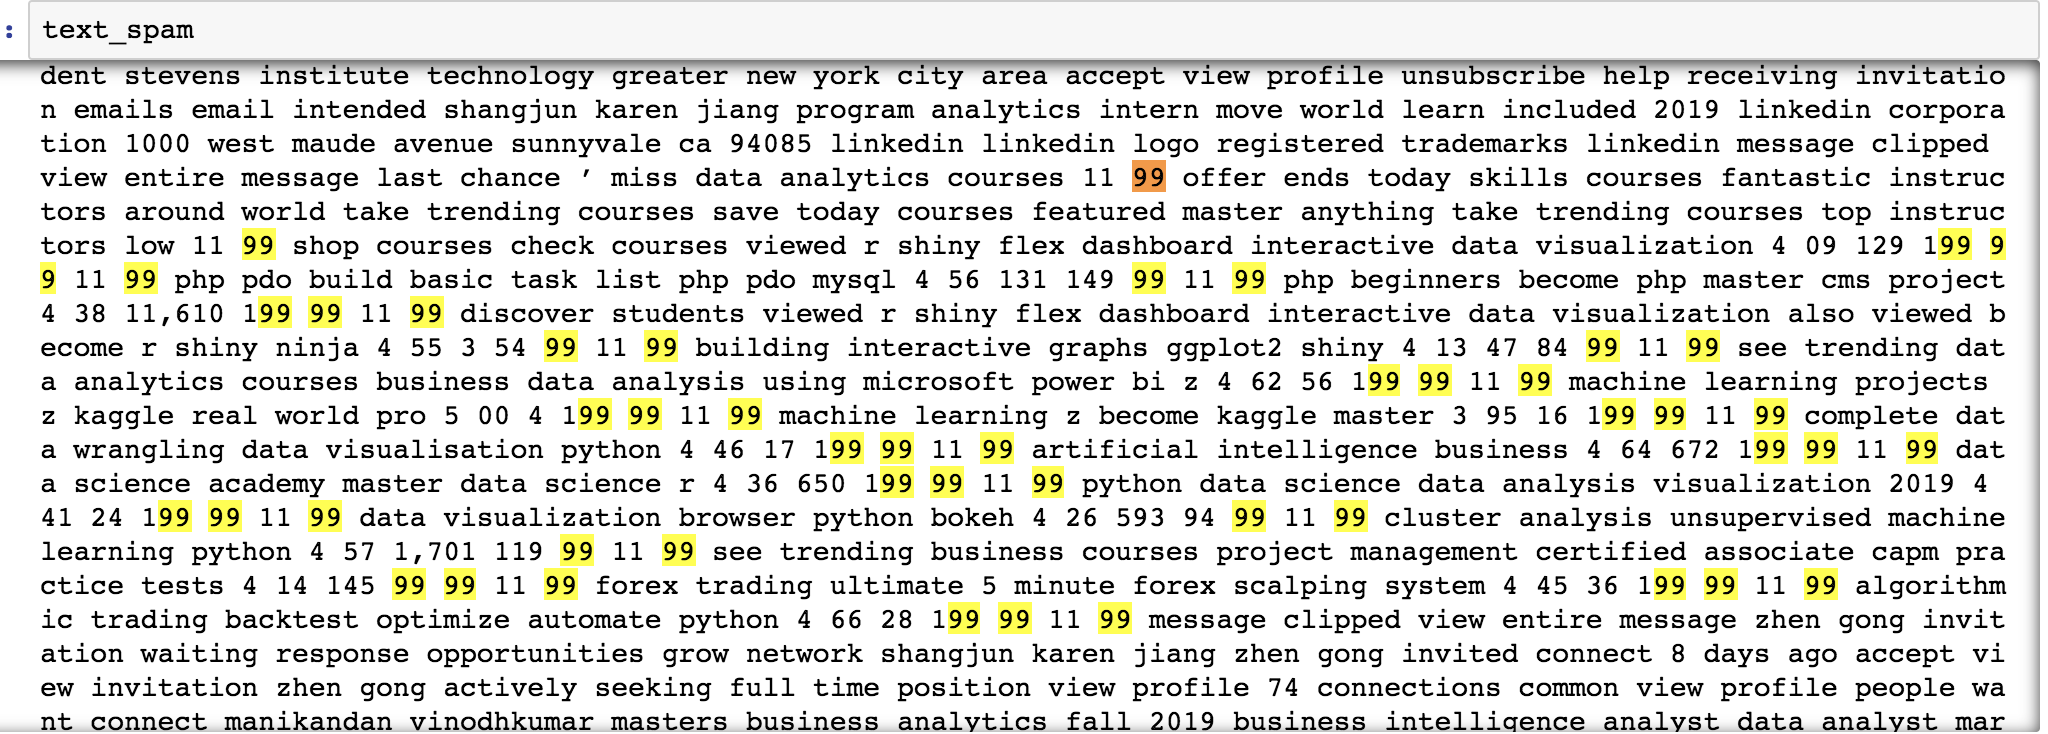 : text_spam
dent stevens institute technology greater new york city area accept view profile unsubscribe help receiving invitatio
n emails email intended shangjun karen jiang program analytics intern move world learn included 2019 linkedin corpora
tion 1000 west maude avenue sunnyvale ca 94085 linkedin linkedin logo registered trademarks linkedin message clipped
view entire message last chance ’ miss data analytics courses 11 99 offer ends today skills courses fantastic instruc
tors around world take trending courses save today courses featured master anything take trending courses top instruc
tors low 11 99 shop courses check courses viewed r shiny flex dashboard interactive data visualization 4 09 129 199 9
9 11 99 php pdo build basic task list php pdo mysql 4 56 131 149 99 11 99 php beginners become php master cms project
4 38 11,610 199 99 11 99 discover students viewed r shiny flex dashboard interactive data visualization also viewed b
ecome r shiny ninja 4 55 3 54 99 11 99 building interactive graphs ggplot2 shiny 4 13 47 84 99 11 99 see trending dat
a analytics courses business data analysis using microsoft power bi z 4 62 56 199 99 11 99 machine learning projects
z kaggle real world pro 5 00 4 199 99 11 99 machine learning z become kaggle master 3 95 16 199 99 11 99 complete dat
a wrangling data visualisation python 4 46 17 199 99 11 99 artificial intelligence business 4 64 672 199 99 11 99 dat
a science academy master data science r 4 36 650 199 99 11 99 python data science data analysis visualization 2019 4
41 24 199 99 11 99 data visualization browser python bokeh 4 26 593 94 99 11 99 cluster analysis unsupervised machine
learning python 4 57 1,701 119 99 11 99 see trending business courses project management certified associate capm pra
ctice tests 4 14 145 99 99 11 99 forex trading ultimate 5 minute forex scalping system 4 45 36 199 99 11 99 algorithm
ic trading backtest optimize automate python 4 66 28 199 99 11 99 message clipped view entire message zhen gong invit
ation waiting response opportunities grow network shangjun karen jiang zhen gong invited connect 8 days ago accept vi
ew invitation zhen gong actively seeking full time position view profile 74 connections common view profile people wa
nt connect manikandan vinodhkumar masters business analytics fall 2019 business intelligence analyst data analyst mar